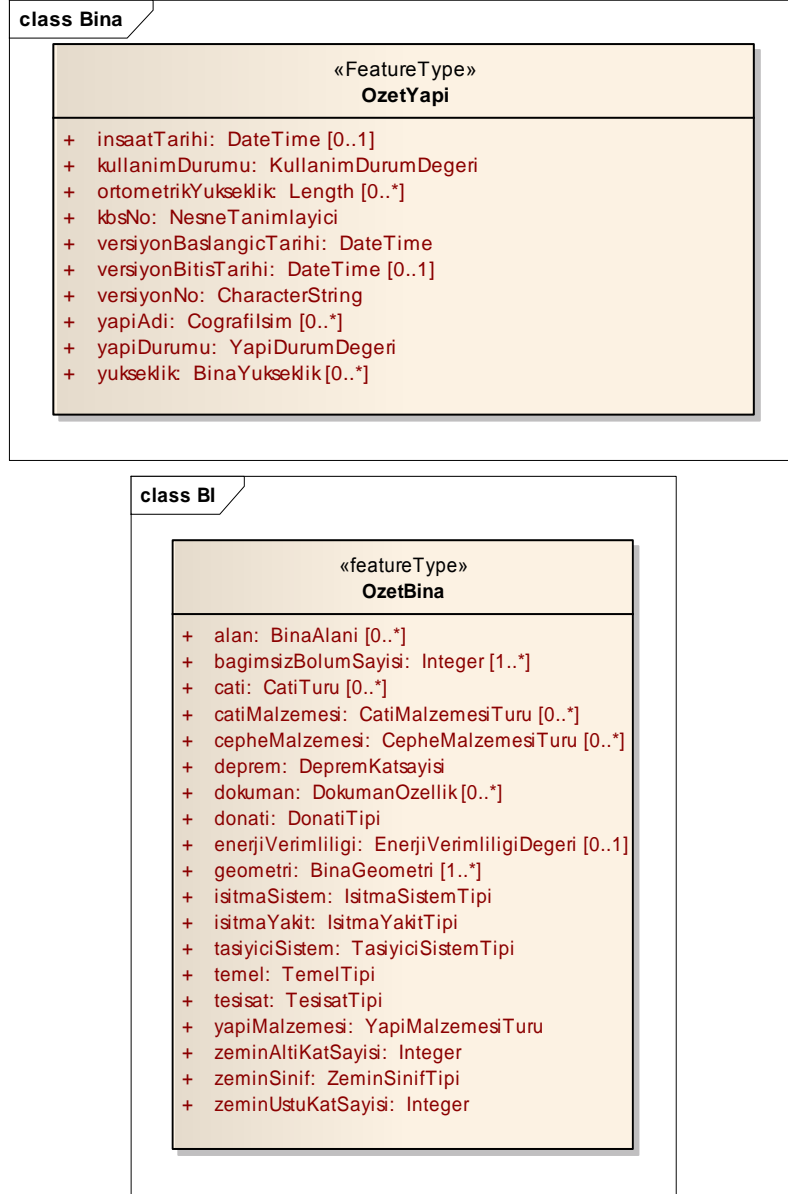 class Bina
«FeatureType»
OzetYapi
+ insaatTarihi: DateTime [0..1]
+ kullanimDurumu: KullanimDurumDegeri
+ ortometrikYukseklik: Length [0..*]
+ kbsNo: NesneTanimlayici
+ versiyonBaslangicTarihi: DateTime
+ versiyonBitisTarihi: DateTime [0..1]
+ versiyonNo: CharacterString
+ yapiAdi: CografiIsim [0..*]
+ yapiDurumu: YapiDurumDegeri
+ yukseklik: BinaYukseklik [0..*]
class BI
«featureType»
OzetBina
+ alan: BinaAlani [0..*]
+ bagimsizBolumSayisi: Integer [1..*]
+ cati: CatiTuru [0..*]
+ catiMalzemesi: CatiMalzemesiTuru [0..*]
+ cepheMalzemesi: CepheMalzemesiTuru [0..*]
+ deprem: DepremKatsayisi
+ dokuman: DokumanOzellik [0..*]
+ donati: DonatiTipi
+ enerjiVerimliligi: EnerjiVerimliligiDegeri [0..1]
+ geometri: BinaGeometri [1..*]
+ isitmaSistem: IsitmaSistemTipi
+ isitmaYakit: IsitmaYakitTipi
+ tasiyiciSistem: TasiyiciSistemTipi
+ temel: TemelTipi
+ tesisat: TesisatTipi
+ yapiMalzemesi: YapiMalzemesiTuru
+ zeminAltiKatSayisi: Integer
+ zeminSinif: ZeminSinifTipi
+ zeminUstuKatSayisi: Integer